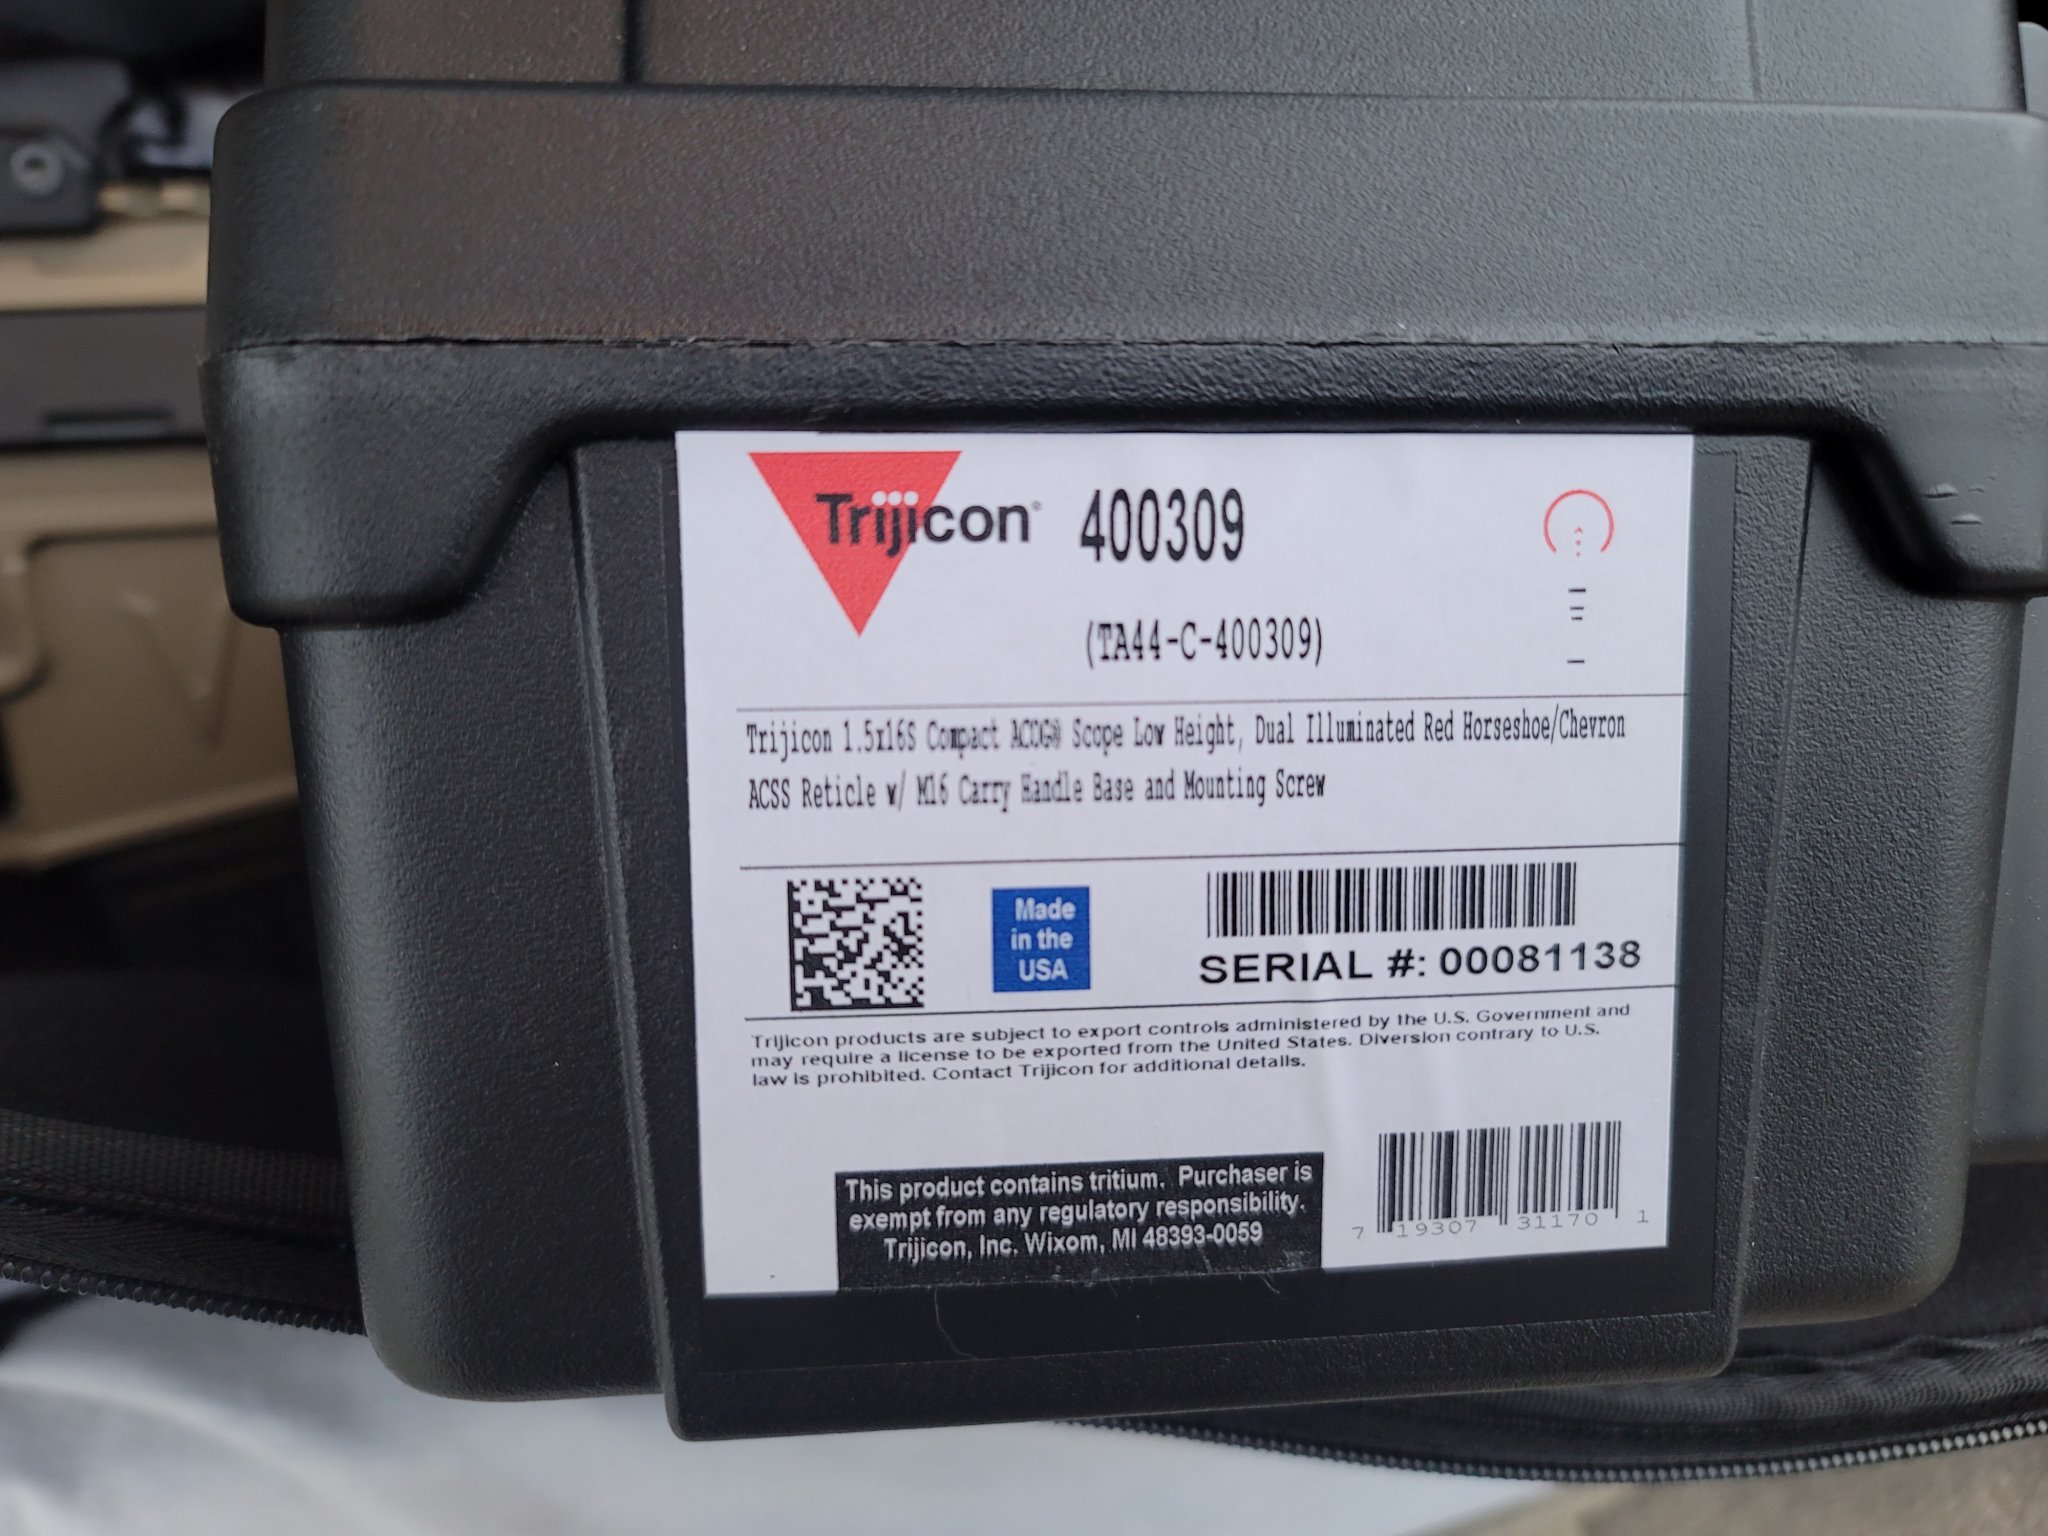 Trijicon® 400309
(TA44-C-400309)
Trijicon 1.5x16S Compact ACOG® Scope Low Height, Dual Illuminated Red Horseshoe/Chevron
ACSS Reticle w/ M16 Carry Handle Base and Mounting Screw
Made
in the
USA
SERIAL #: 00081138
Trijicon products are subject to export controls administered by the U.S. Government and
may require a license to be exported from the United States. Diversion contrary to U.S.
law is prohibited. Contact Trijicon for additional details.
This product contains tritium. Purchaser is
exempt from any regulatory responsibility.
Trijicon, Inc. Wixom, MI 48393-0059
7 19307 31170 1